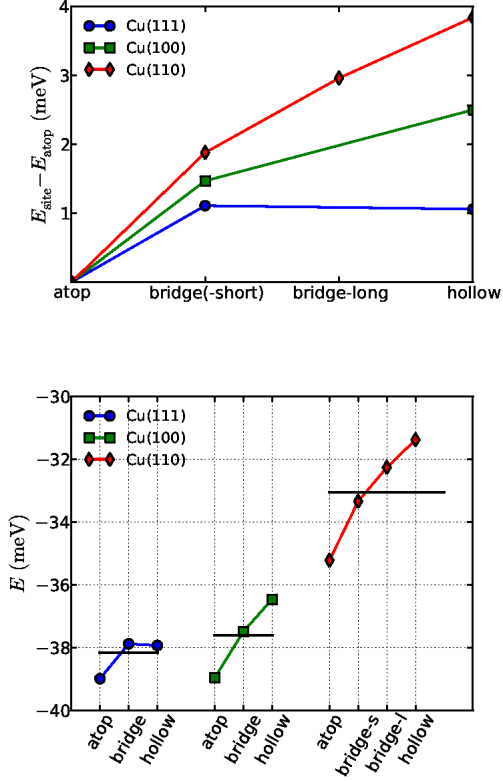 4
3
2
1
E_site − E_atop (meV)
Cu(111)
Cu(100)
Cu(110)
atop bridge(-short) bridge-long hollow
−30
−32
−34
−36
−38
−40
E (meV)
Cu(111)
Cu(100)
Cu(110)
atop bridge hollow atop bridge hollow atop bridge-s bridge-l hollow